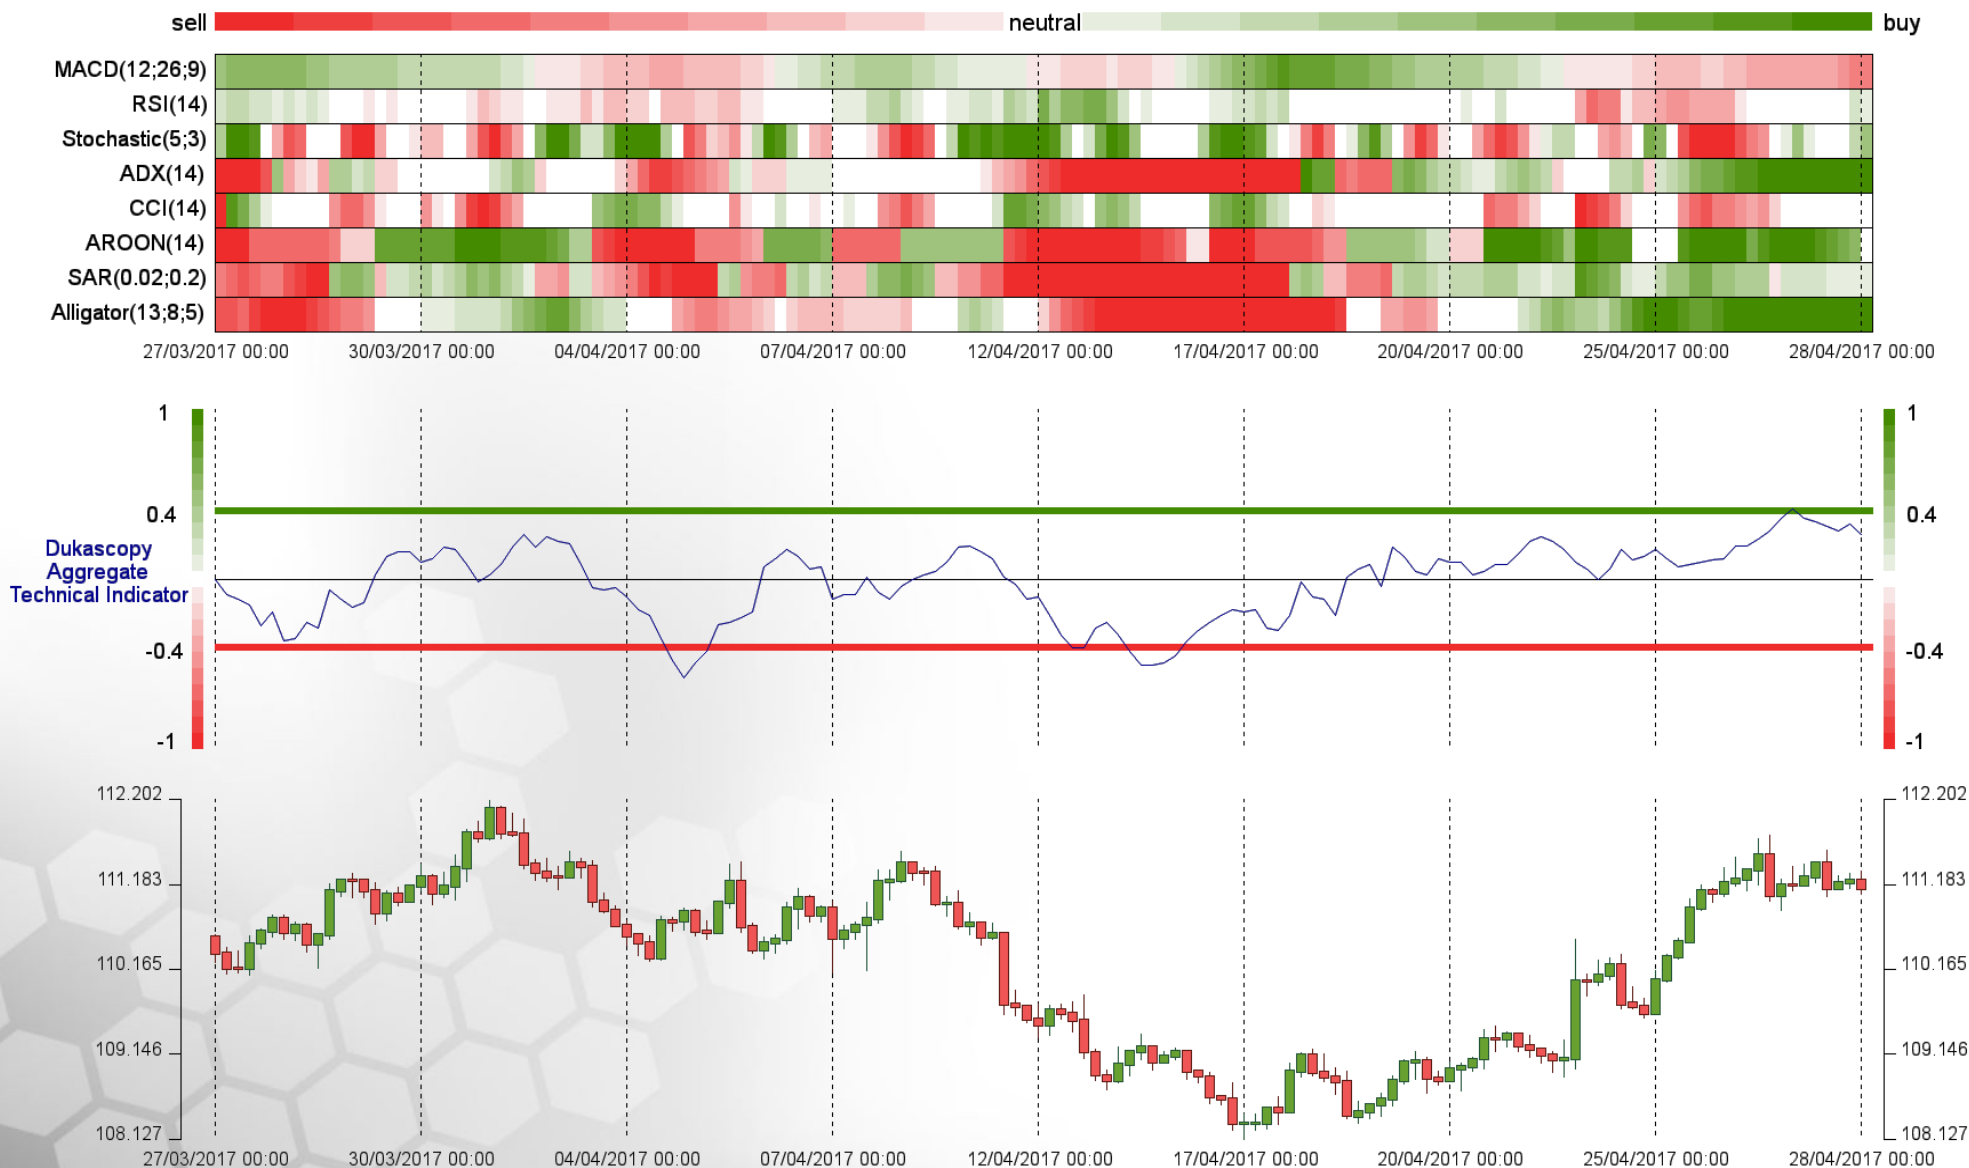 sell neutral buy
MACD(12;26;9)
RSI(14)
Stochastic(5;3)
ADX(14)
CCI(14)
AROON(14)
SAR(0.02;0.2)
Alligator(13;8;5)
27/03/2017 00:00 30/03/2017 00:00 04/04/2017 00:00 07/04/2017 00:00 12/04/2017 00:00 17/04/2017 00:00 20/04/2017 00:00 25/04/2017 00:00 28/04/2017 00:00
1 1
0.4 0.4
Dukascopy
Aggregate
Technical Indicator
-0.4 -0.4
-1 -1
112.202 112.202
111.183 111.183
110.165 110.165
109.146 109.146
108.127 108.127
27/03/2017 00:00 30/03/2017 00:00 04/04/2017 00:00 07/04/2017 00:00 12/04/2017 00:00 17/04/2017 00:00 20/04/2017 00:00 25/04/2017 00:00 28/04/2017 00:00